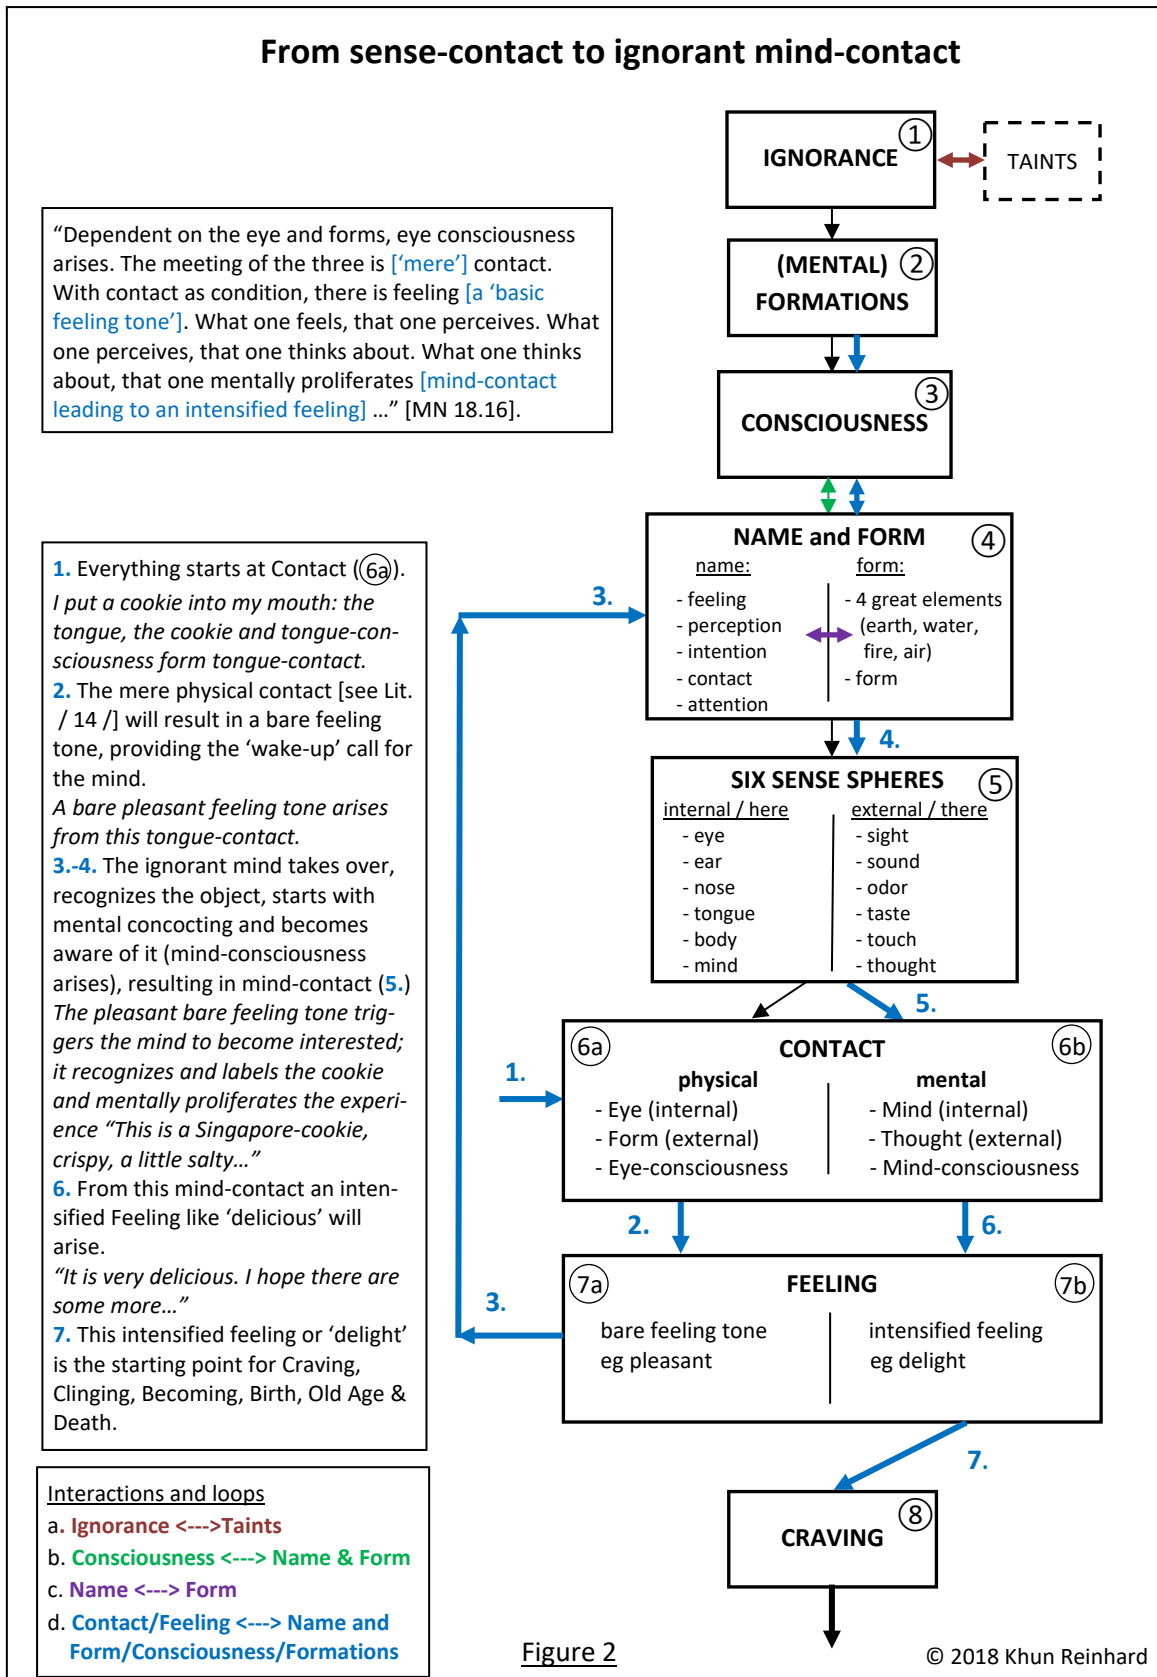 From sense-contact to ignorant mind-contact
1
IGNORANCE
TAINTS
“Dependent on the eye and forms, eye consciousness
arises. The meeting of the three is [‘mere’] contact.
With contact as condition, there is feeling [a ‘basic
feeling tone’]. What one feels, that one perceives. What
one perceives, that one thinks about. What one thinks
about, that one mentally proliferates [mind-contact
leading to an intensified feeling] …” [MN 18.16].
(MENTAL) 2
FORMATIONS
3
CONSCIOUSNESS
NAME and FORM 4
name: form:
- feeling - 4 great elements
- perception (earth, water,
- intention fire, air)
- contact - form
- attention
3.
4.
SIX SENSE SPHERES 5
internal / here external / there
- eye - sight
- ear - sound
- nose - odor
- tongue - taste
- body - touch
- mind - thought
5.
6a CONTACT 6b
physical mental
- Eye (internal) - Mind (internal)
- Form (external) - Thought (external)
- Eye-consciousness - Mind-consciousness
1.
2. 6.
7a FEELING 7b
bare feeling tone intensified feeling
eg pleasant eg delight
3.
7.
8
CRAVING
1. Everything starts at Contact (6a).
I put a cookie into my mouth: the
tongue, the cookie and tongue-con-
sciousness form tongue-contact.
2. The mere physical contact [see Lit.
/ 14 /] will result in a bare feeling
tone, providing the ‘wake-up’ call for
the mind.
A bare pleasant feeling tone arises
from this tongue-contact.
3.-4. The ignorant mind takes over,
recognizes the object, starts with
mental concocting and becomes
aware of it (mind-consciousness
arises), resulting in mind-contact (5.)
The pleasant bare feeling tone trig-
gers the mind to become interested;
it recognizes and labels the cookie
and mentally proliferates the experi-
ence “This is a Singapore-cookie,
crispy, a little salty…”
6. From this mind-contact an inten-
sified Feeling like ‘delicious’ will
arise.
“It is very delicious. I hope there are
some more…”
7. This intensified feeling or ‘delight’
is the starting point for Craving,
Clinging, Becoming, Birth, Old Age &
Death.
Interactions and loops
a. Ignorance <--->Taints
b. Consciousness <---> Name & Form
c. Name <---> Form
d. Contact/Feeling <---> Name and
Form/Consciousness/Formations
Figure 2
© 2018 Khun Reinhard